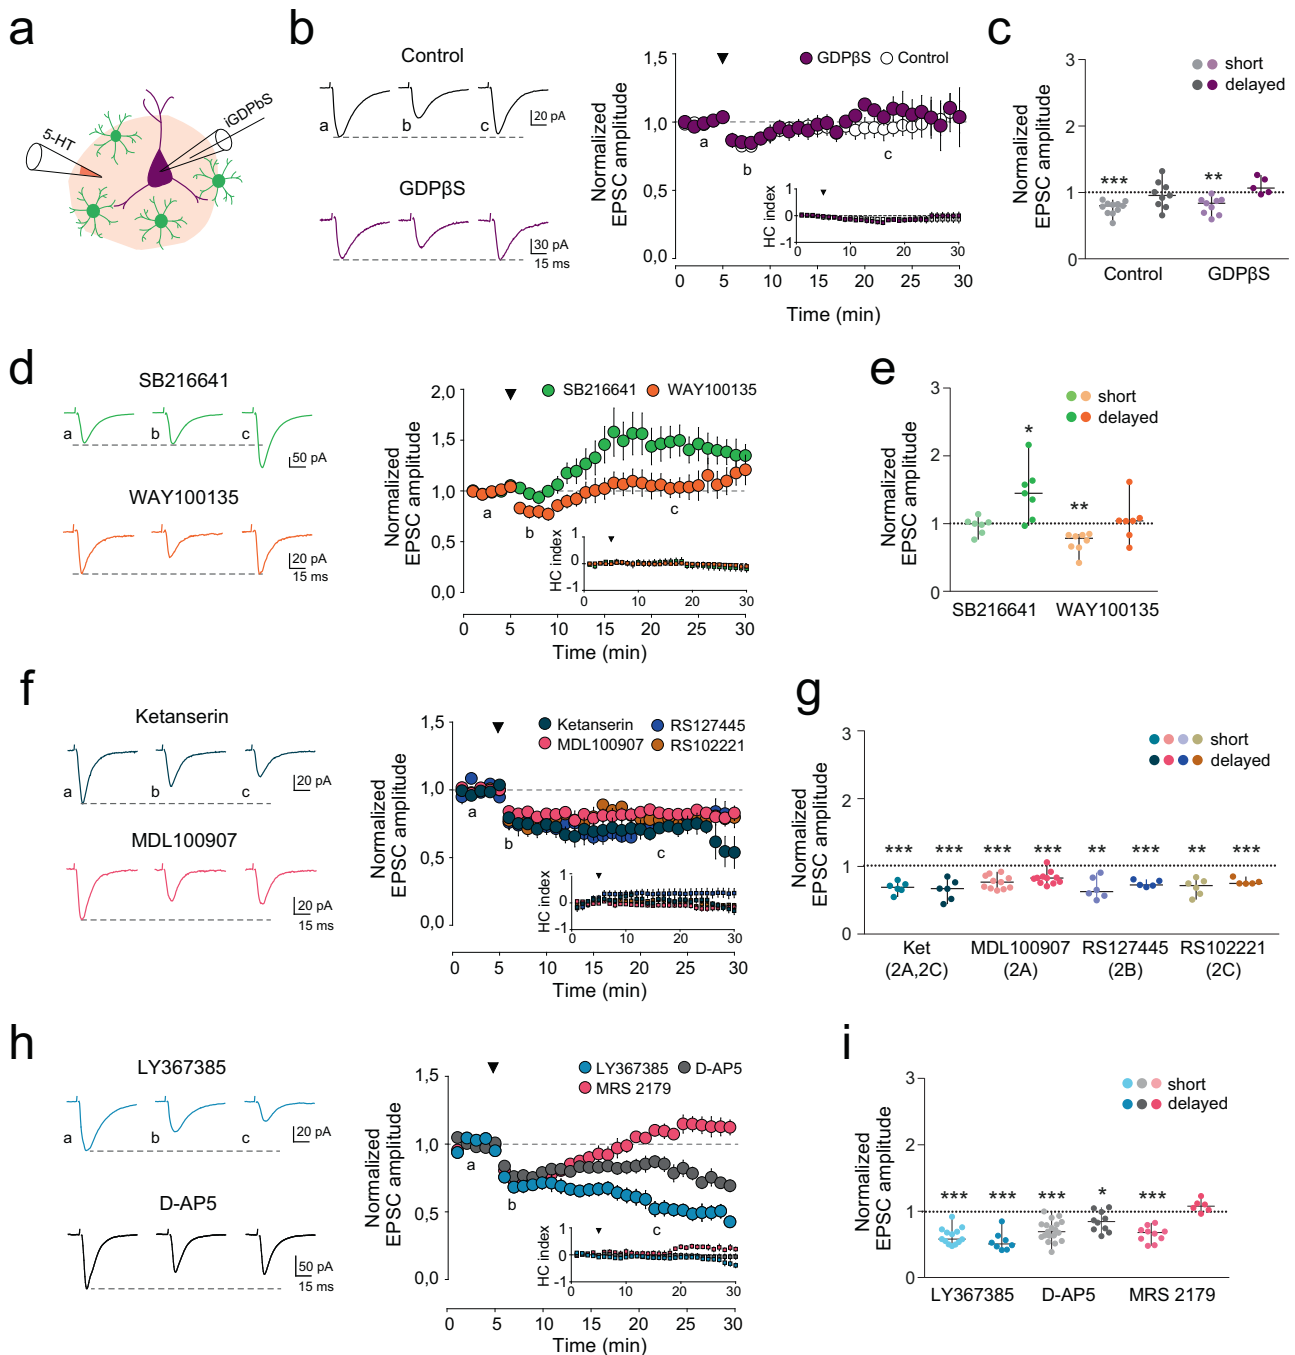 a
5-HT
iGDPbS
b
Control
a
b
c
20 pA
GDPβS
30 pA
15 ms
Normalized
EPSC amplitude
1,5
1,0
0,5
0,0
GDPβS
Control
a
b
c
HC index
1
0
-1
0
10
20
30
0
5
10
15
20
25
30
Time (min)
c
Normalized
EPSC amplitude
3
2
1
0
short
delayed
***
**
Control
GDPβS
d
SB216641
a
b
c
50 pA
WAY100135
20 pA
15 ms
Normalized
EPSC amplitude
2,0
1,5
1,0
0,5
0,0
SB216641
WAY100135
a
b
c
HC index
1
0
-1
0
10
20
30
0
5
10
15
20
25
30
Time (min)
e
Normalized
EPSC amplitude
3
2
1
0
short
delayed
*
**
SB216641
WAY100135
f
Ketanserin
a
b
c
20 pA
MDL100907
20 pA
15 ms
Normalized
EPSC amplitude
1,5
1,0
0,5
0,0
Ketanserin
RS127445
MDL100907
RS102221
a
b
c
HC index
1
0
-1
0
10
20
30
0
5
10
15
20
25
30
Time (min)
g
Normalized
EPSC amplitude
3
2
1
0
short
delayed
*** *** *** *** ** *** ** ***
Ket
(2A,2C)
MDL100907
(2A)
RS127445
(2B)
RS102221
(2C)
h
LY367385
a
b
c
20 pA
D-AP5
50 pA
15 ms
Normalized
EPSC amplitude
1,5
1,0
0,5
0,0
LY367385
D-AP5
MRS 2179
a
b
c
HC index
1
0
-1
0
10
20
30
0
5
10
15
20
25
30
Time (min)
i
Normalized
EPSC amplitude
3
2
1
0
short
delayed
*** *** *** * ***
LY367385
D-AP5
MRS 2179